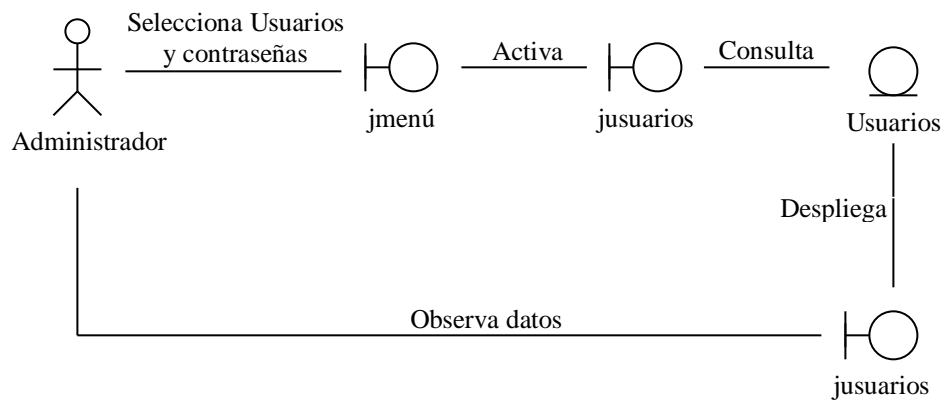 Selecciona Usuarios
y contraseñas
Activa
Consulta
jmenú
jusuarios
Usuarios
Administrador
Despliega
Observa datos
jusuarios